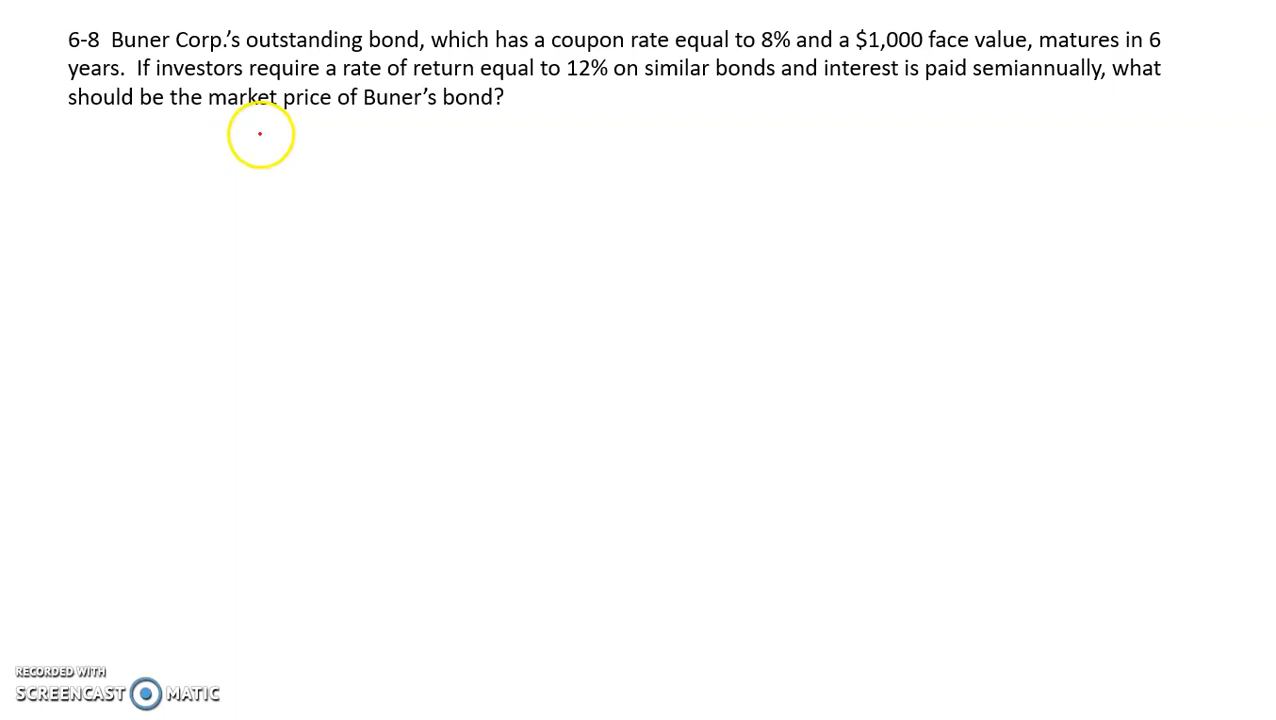 6-8  Buner Corp.’s outstanding bond, which has a coupon rate equal to 8% and a $1,000 face value, matures in 6
years.  If investors require a rate of return equal to 12% on similar bonds and interest is paid semiannually, what
should be the market price of Buner’s bond?
RECORDED WITH
SCREENCAST MATIC